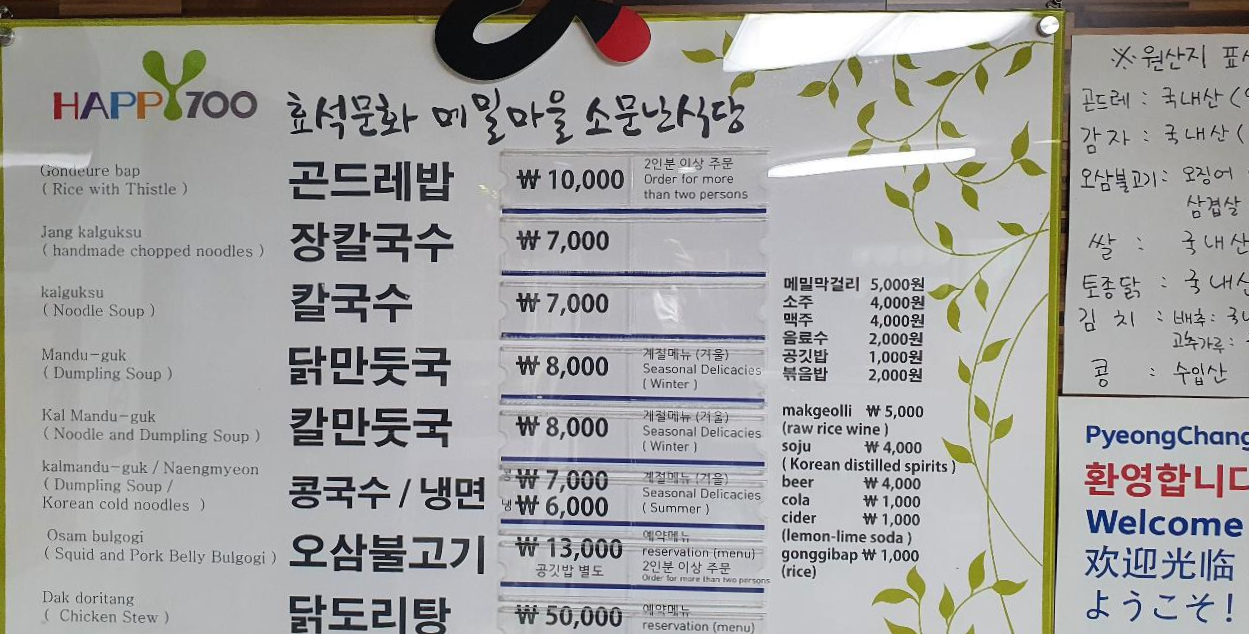 HAPPY700
효석문화 메밀마을 소문난식당
Gondeure bap
( Rice with Thistle )
곤드레밥
₩ 10,000
2인분 이상 주문
Order for more
than two persons
Jang kalguksu
( handmade chopped noodles )
장칼국수
₩ 7,000
kalguksu
( Noodle Soup )
칼국수
₩ 7,000
Mandu-guk
( Dumpling Soup )
닭만둣국
₩ 8,000
계절메뉴 (겨울)
Seasonal Delicacies
( Winter )
Kal Mandu-guk
( Noodle and Dumpling Soup )
칼만둣국
₩ 8,000
계절메뉴 (겨울)
Seasonal Delicacies
( Winter )
kalmandu-guk / Naengmyeon
( Dumpling Soup /
Korean cold noodles )
콩국수 / 냉면
콩 ₩ 7,000
냉 ₩ 6,000
계절메뉴
Seasonal Delicacies
( Summer )
Osam bulgogi
( Squid and Pork Belly Bulgogi )
오삼불고기
₩ 13,000
공깃밥 별도
예약메뉴
reservation (menu)
2인분 이상 주문
Order for more than two persons
Dak doritang
( Chicken Stew )
닭도리탕
₩ 50,000
예약메뉴
reservation (menu)
메밀막걸리 5,000원
소주 4,000원
맥주 4,000원
음료수 2,000원
공깃밥 1,000원
볶음밥 2,000원
makgeolli ₩ 5,000
(raw rice wine )
soju ₩ 4,000
( Korean distilled spirits )
beer ₩ 4,000
cola ₩ 1,000
cider ₩ 1,000
(lemon-lime soda )
gonggibap ₩ 1,000
(rice)
※ 원산지 표시
곤드레 : 국내산 (
감자 : 국내산 (
오삼불고기 : 오징어
삼겹살
쌀 : 국내산
토종닭 : 국내산
김치 : 배추 : 국내
고추가루 :
콩 : 수입산
PyeongChang
환영합니다
Welcome
欢迎光临
ようこそ!